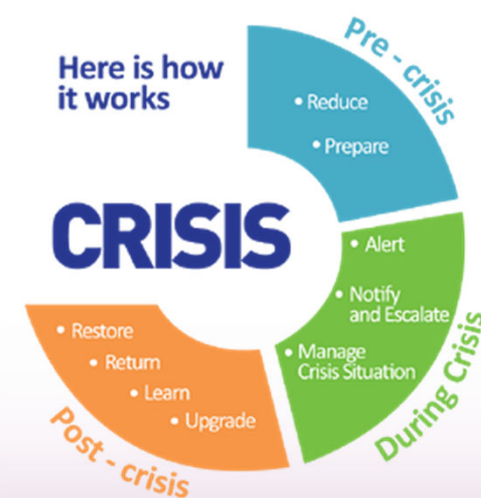 Here is how
it works
CRISIS
Pre - crisis
• Reduce
• Prepare
During Crisis
• Alert
• Notify
and Escalate
• Manage
Crisis Situation
Post - crisis
• Restore
• Return
• Learn
• Upgrade